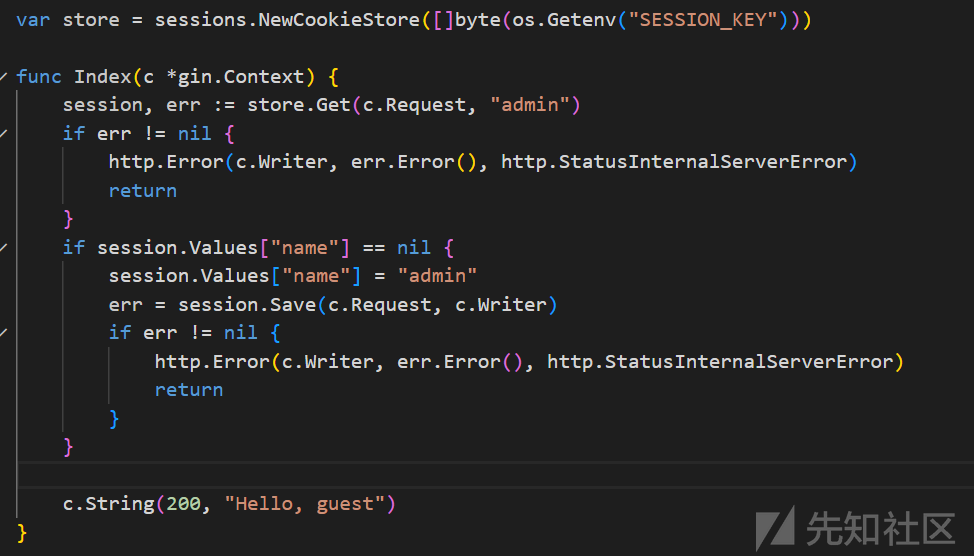 var store = sessions.NewCookieStore([]byte(os.Getenv("SESSION_KEY")))
func Index(c *gin.Context) {
    session, err := store.Get(c.Request, "admin")
    if err != nil {
        http.Error(c.Writer, err.Error(), http.StatusInternalServerError)
        return
    }
    if session.Values["name"] == nil {
        session.Values["name"] = "admin"
        err = session.Save(c.Request, c.Writer)
        if err != nil {
            http.Error(c.Writer, err.Error(), http.StatusInternalServerError)
            return
        }
    }
    c.String(200, "Hello, guest")
}
先知社区